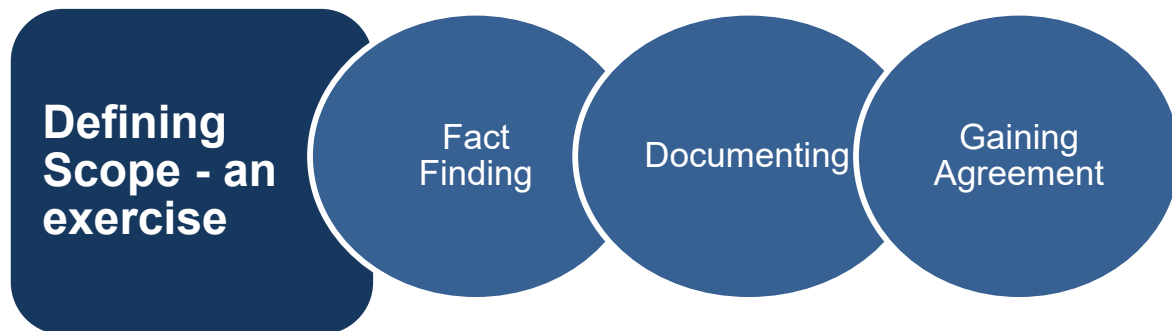 Defining
Scope - an
exercise
Fact
Finding
Documenting
Gaining
Agreement